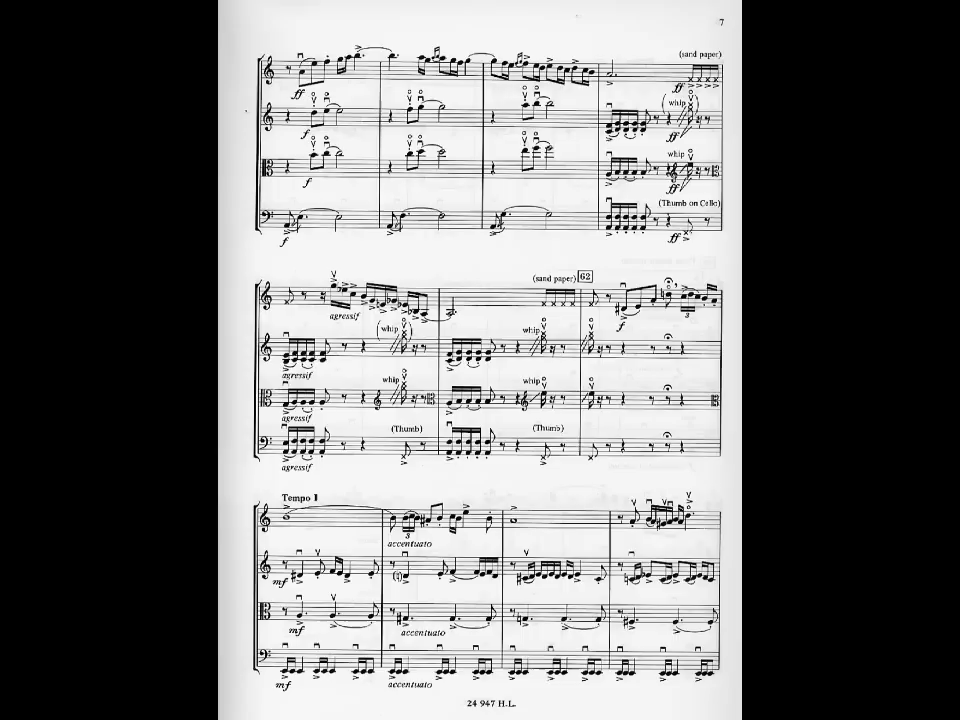 7
(sand paper)
ff
ff
(whip)
f
ff
whip
f
ff
(Thumb on Cello)
f
ff
(sand paper) 62
agressif
f
3
(whip)
whip
agressif
whip
whip
agressif
(Thumb)
(Thumb)
agressif
Tempo I
3
accentuato
mf
mf
accentuato
mf
accentuato
24 947 H.L.